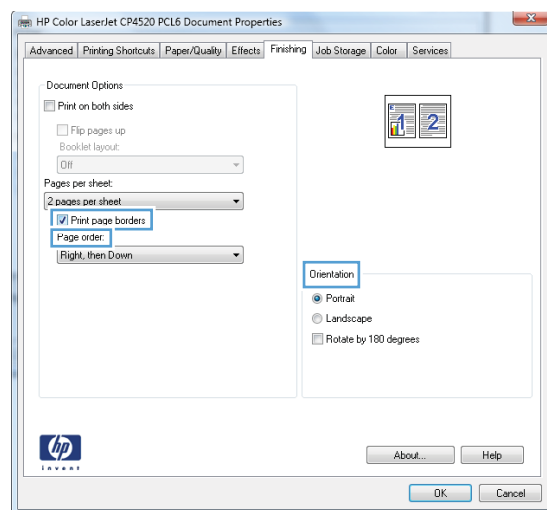 HP Color LaserJet CP4520 PCL6 Document Properties
Advanced Printing Shortcuts Paper/Quality Effects Finishing Job Storage Color Services
Document Options
Print on both sides
Flip pages up
Booklet layout:
Off
Pages per sheet:
2 pages per sheet
Print page borders
Page order:
Right, then Down
1 2
Orientation
Portrait
Landscape
Rotate by 180 degrees
hp
invent
About... Help
OK Cancel